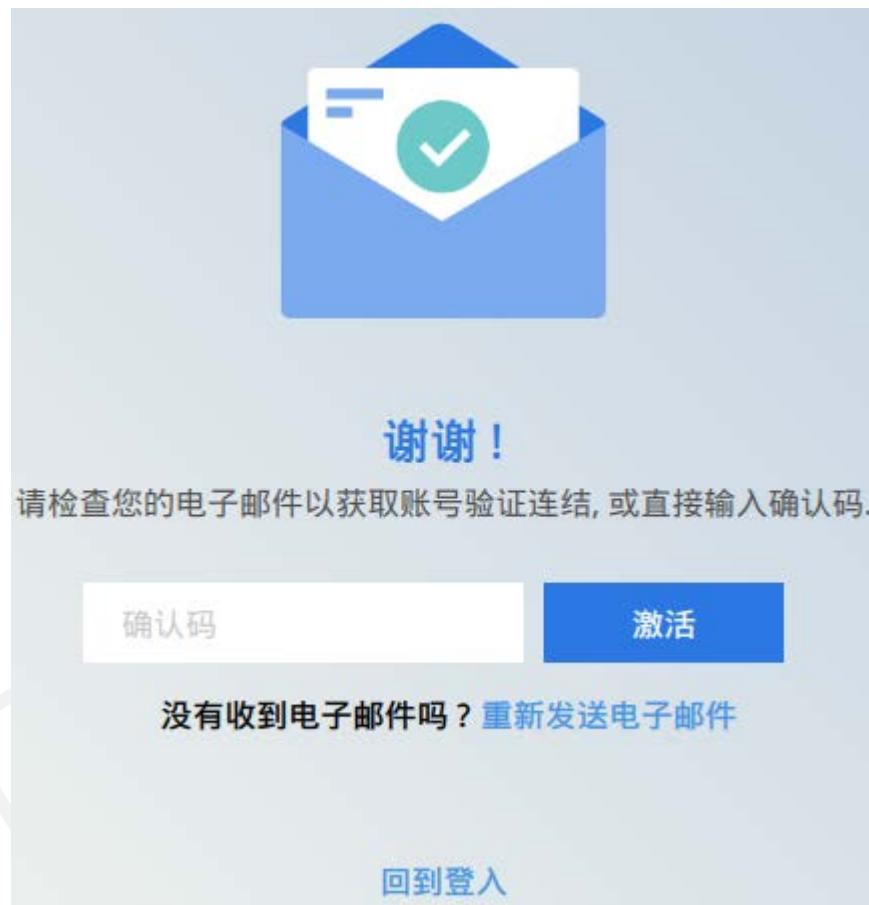 谢谢！
请检查您的电子邮件以获取账号验证连结, 或直接输入确认码.
确认码
激活
没有收到电子邮件吗？重新发送电子邮件
回到登入